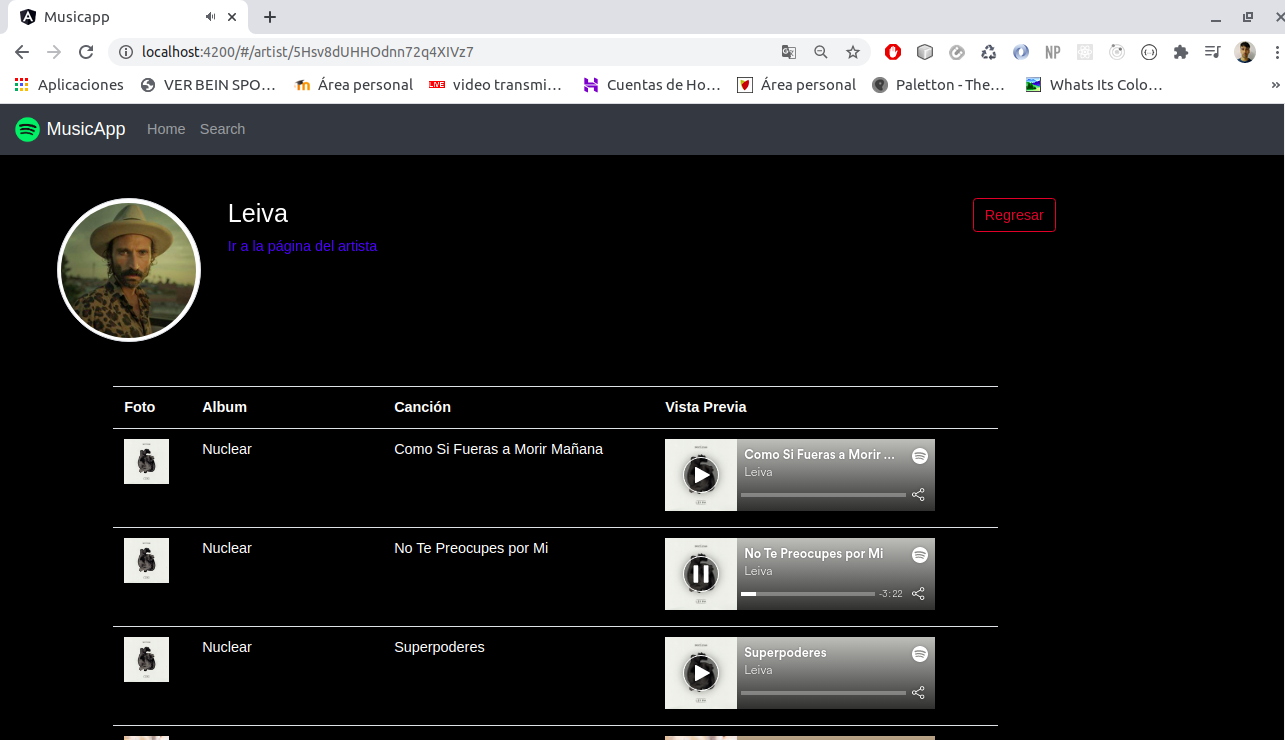 Musicapp
localhost:4200/#/artist/5Hsv8dUHHOdnn72q4XIVz7
NP
Aplicaciones VER BEIN SPO… Área personal LIVE video transmi… Cuentas de Ho… Área personal Paletton - The… Whats Its Colo… »
MusicApp Home Search
Leiva
Regresar
Ir a la página del artista
Foto Album Canción Vista Previa
Nuclear Como Si Fueras a Morir Mañana
Como Si Fueras a Morir ...
Leiva
Nuclear No Te Preocupes por Mi
No Te Preocupes por Mi
Leiva
-3:22
Nuclear Superpoderes
Superpoderes
Leiva